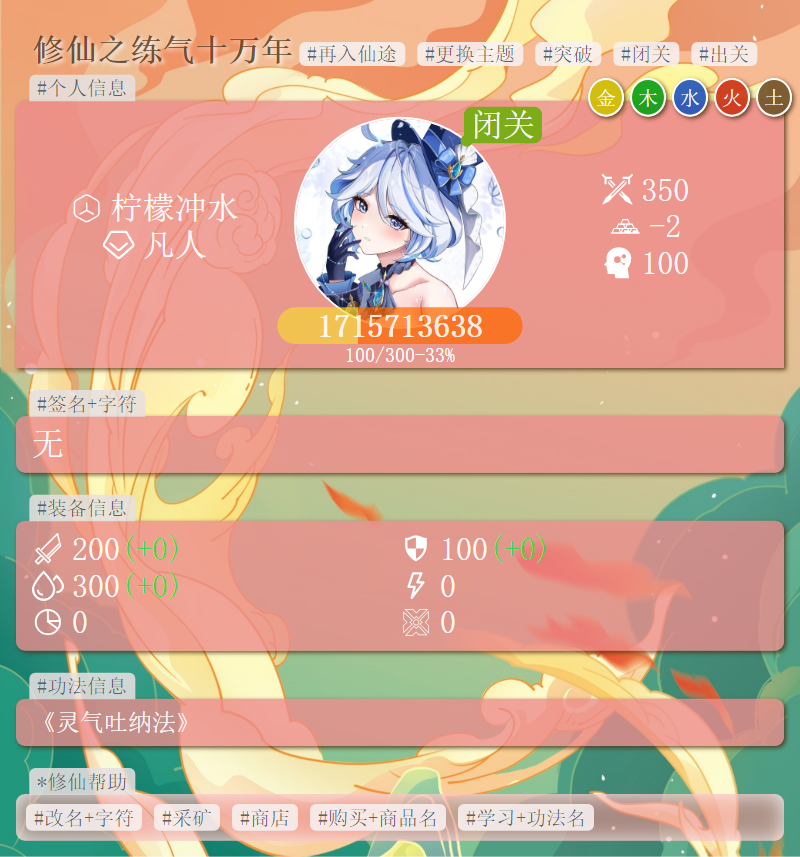 修仙之练气十万年 #再入仙途 #更换主题 #突破 #闭关 #出关
#个人信息
金 木 水 火 土
闭关
柠檬冲水
凡人
350
-2
100
1715713638
100/300-33%
#签名+字符
无
#装备信息
200(+0) 100(+0)
300(+0) 0
0 0
#功法信息
《灵气吐纳法》
*修仙帮助
#改名+字符 #采矿 #商店 #购买+商品名 #学习+功法名